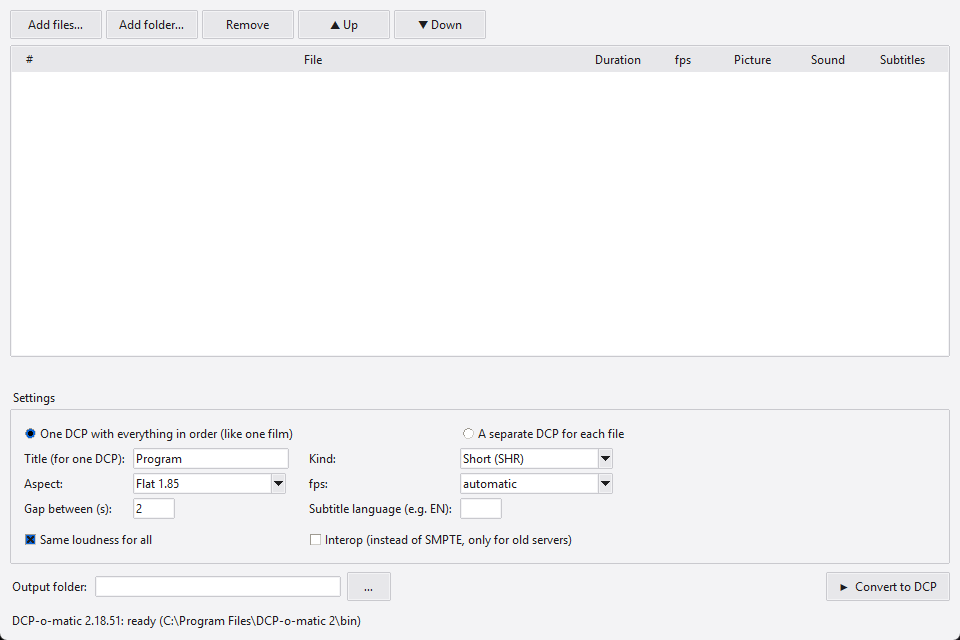 Add files... Add folder... Remove ▲ Up ▼ Down
# File Duration fps Picture Sound Subtitles
Settings
One DCP with everything in order (like one film) A separate DCP for each file
Title (for one DCP): Program Kind: Short (SHR)
Aspect: Flat 1.85 fps: automatic
Gap between (s): 2 Subtitle language (e.g. EN):
Same loudness for all Interop (instead of SMPTE, only for old servers)
Output folder: ... ► Convert to DCP
DCP-o-matic 2.18.51: ready (C:\Program Files\DCP-o-matic 2\bin)